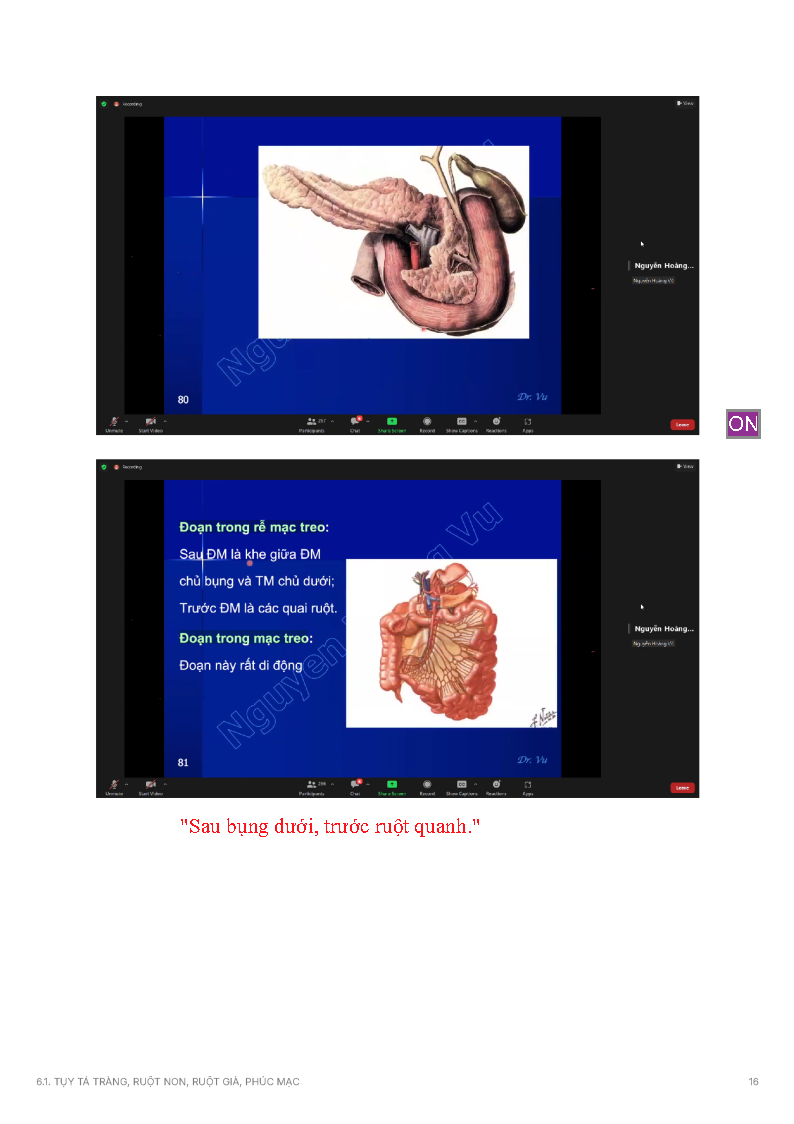 Recording
View
Nguyễn Hoàng...
Nguyễn Hoàng Vũ
80
Dr. Vu
Unmute
Start Video
Participants
Chat
Share Screen
Record
Show Captions
Reactions
Apps
Leave
ON
Recording
View
Đoạn trong rễ mạc treo:
Sau ĐM là khe giữa ĐM
chủ bụng và TM chủ dưới;
Trước ĐM là các quai ruột.
Đoạn trong mạc treo:
Đoạn này rất di động
Nguyen
Vu
Nguyễn Hoàng...
Nguyễn Hoàng Vũ
81
Dr. Vu
Unmute
Start Video
Participants
Chat
Share Screen
Record
Show Captions
Reactions
Apps
Leave
"Sau bụng dưới, trước ruột quanh."
6.1. TỤY TÁ TRÀNG, RUỘT NON, RUỘT GIÀ, PHÚC MẠC
16